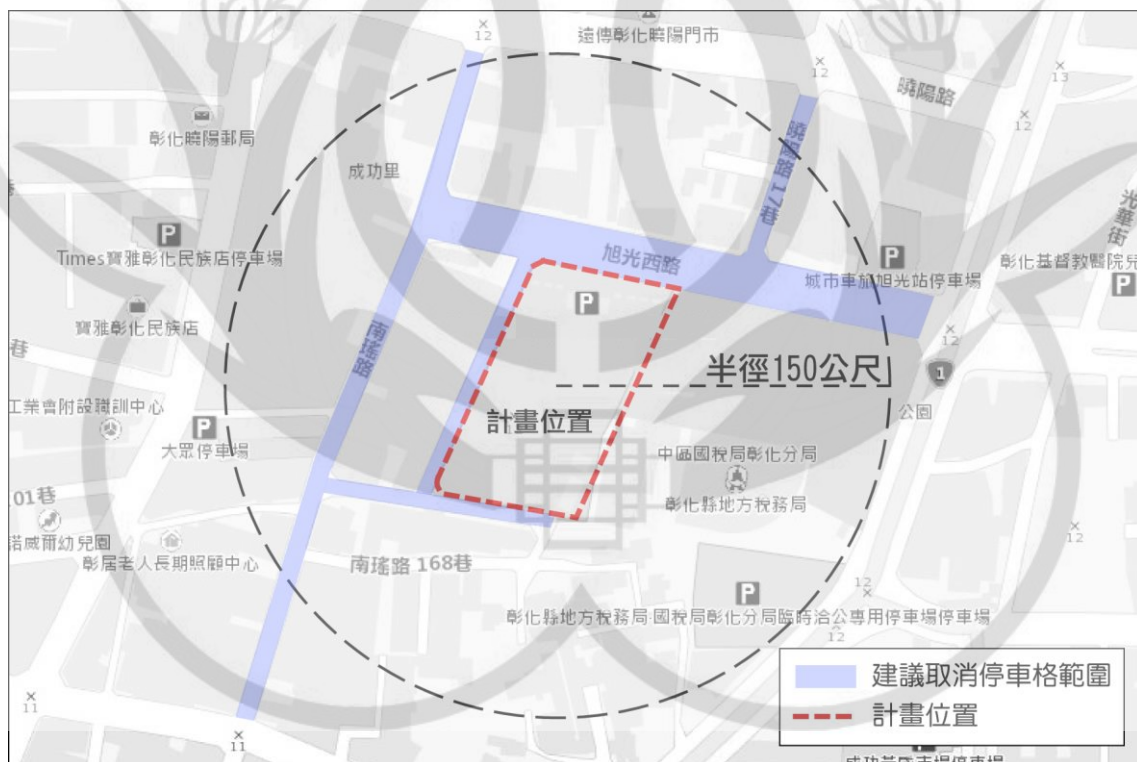 12
遠傳彰化曉陽門市
12
13
曉陽路
12
彰化曉陽郵局
成功里
曉陽路 17巷
光華街
巷
P
Times寶雅彰化民族店停車場
旭光西路
P
城市車旅旭光站停車場
彰化基督教醫院兒
P
P
寶雅彰化民族店
南瑤路
12
巷
半徑150公尺
1
公園
工業會附設職訓中心
計畫位置
P
大眾停車場
中區國稅局彰化分局
彰化縣地方稅務局
01巷
諾威爾幼兒園
彰居老人長期照顧中心
南瑤路 168巷
12
12
P
彰化縣地方稅務局·國稅局彰化分局臨時洽公專用停車場停車場
12
建議取消停車格範圍
計畫位置
11
11